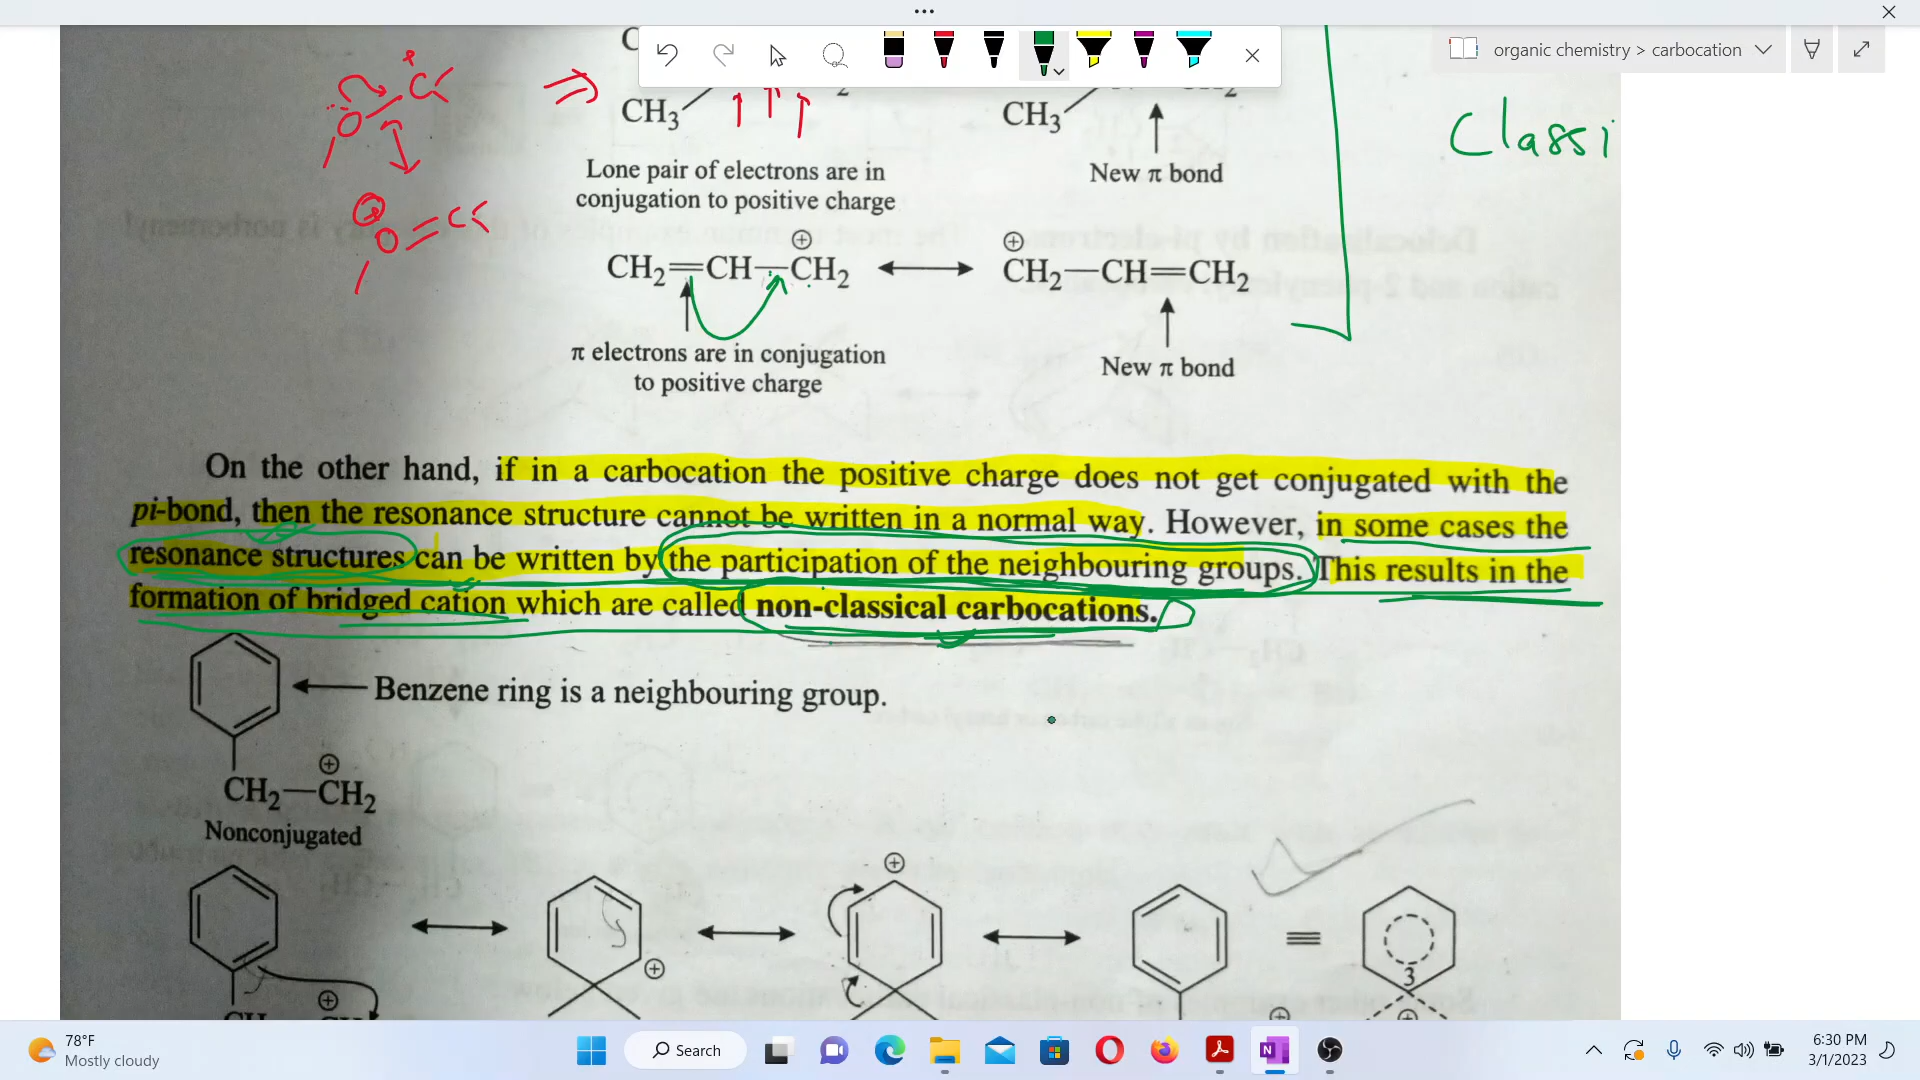 organic chemistry > carbocation
C
CH3
CH3
C
O
O=C
Classi
Lone pair of electrons are in
conjugation to positive charge
New π bond
⊕
CH2=CH—CH2 ↔ CH2—CH=CH2
⊕
π electrons are in conjugation
to positive charge
New π bond
On the other hand, if in a carbocation the positive charge does not get conjugated with the
pi-bond, then the resonance structure cannot be written in a normal way. However, in some cases the
resonance structures can be written by the participation of the neighbouring groups. This results in the
formation of bridged cation which are called non-classical carbocations.
Benzene ring is a neighbouring group.
⊕
CH2—CH2
Nonconjugated
⊕
⊕
⊕
≡
3
⊕
⊕
⊕
78°F
Mostly cloudy
Search
6:30 PM
3/1/2023